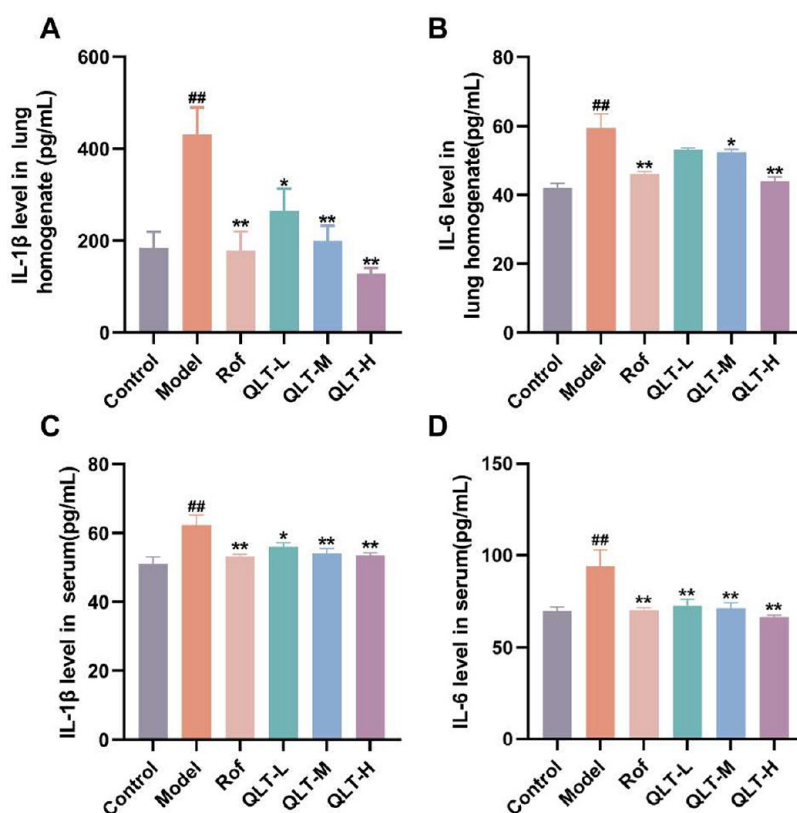 A
IL-1β level in lung
homogenate (pg/mL)
600
400
200
0
##
**
*
**
**
Control
Model
Rof
QLT-L
QLT-M
QLT-H
B
IL-6 level in
lung homogenate(pg/mL)
80
60
40
20
0
##
**
*
**
Control
Model
Rof
QLT-L
QLT-M
QLT-H
C
IL-1β level in serum(pg/mL)
80
60
40
20
0
##
**
*
**
**
Control
Model
Rof
QLT-L
QLT-M
QLT-H
D
IL-6 level in serum(pg/mL)
150
100
50
0
##
**
**
**
**
Control
Model
Rof
QLT-L
QLT-M
QLT-H